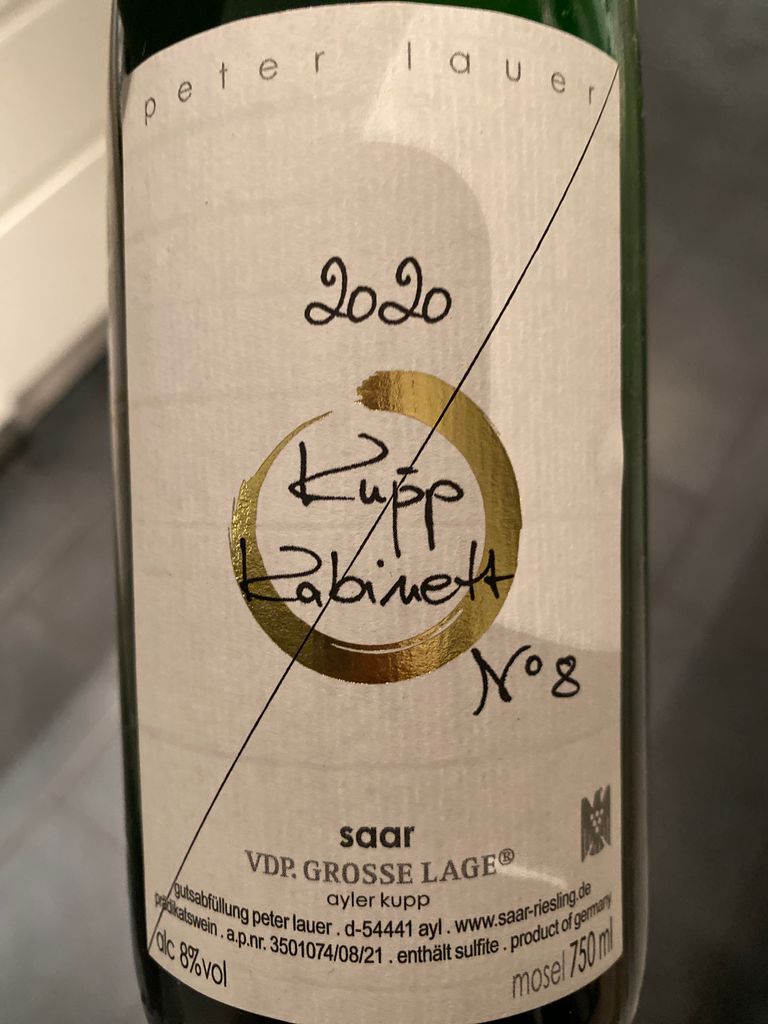 peter lauer
2020
Kupp
Kabinett
Nº 8
saar
VDP. GROSSE LAGE®
ayler kupp
gutsabfüllung peter lauer . d-54441 ayl . www.saar-riesling.de
prädikatswein . a.p.nr. 3501074/08/21 . enthält sulfite . product of germany
alc 8%vol
mosel 750 ml